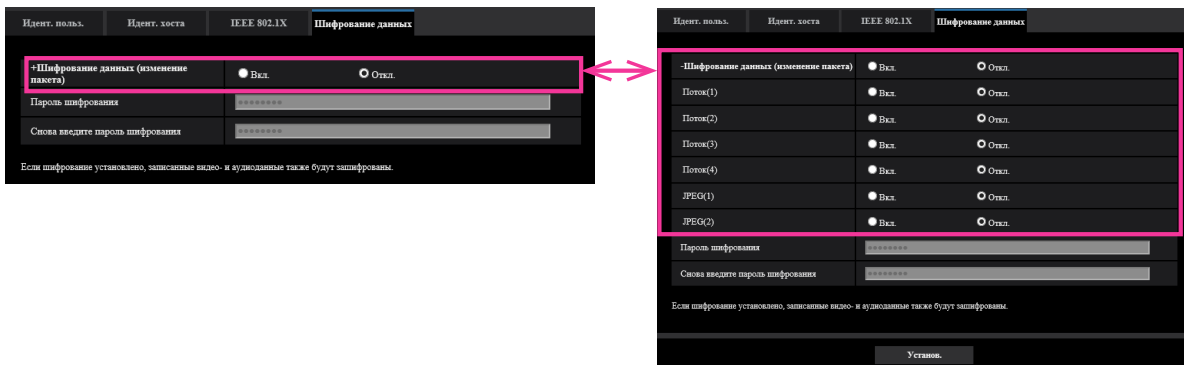 Идент. польз. Идент. хоста IEEE 802.1X Шифрование данных
+Шифрование данных (изменение
пакета) Вкл. Откл.
Пароль шифрования
Снова введите пароль шифрования
Если шифрование установлено, записанные видео- и аудиоданные также будут зашифрованы.
Идент. польз. Идент. хоста IEEE 802.1X Шифрование данных
-Шифрование данных (изменение пакета) Вкл. Откл.
Поток(1) Вкл. Откл.
Поток(2) Вкл. Откл.
Поток(3) Вкл. Откл.
Поток(4) Вкл. Откл.
JPEG(1) Вкл. Откл.
JPEG(2) Вкл. Откл.
Пароль шифрования
Снова введите пароль шифрования
Если шифрование установлено, записанные видео- и аудиоданные также будут зашифрованы.
Установ.